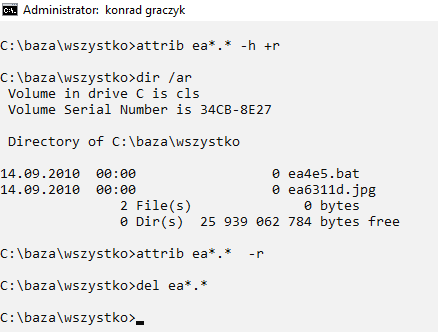 Administrator: konrad graczyk
C:\baza\wszystko>attrib ea*.* -h +r
C:\baza\wszystko>dir /ar
 Volume in drive C is cls
 Volume Serial Number is 34CB-8E27
 Directory of C:\baza\wszystko
14.09.2010  00:00                 0 ea4e5.bat
14.09.2010  00:00                 0 ea6311d.jpg
               2 File(s)              0 bytes
               0 Dir(s)  25 939 062 784 bytes free
C:\baza\wszystko>attrib ea*.*  -r
C:\baza\wszystko>del ea*.*
C:\baza\wszystko>